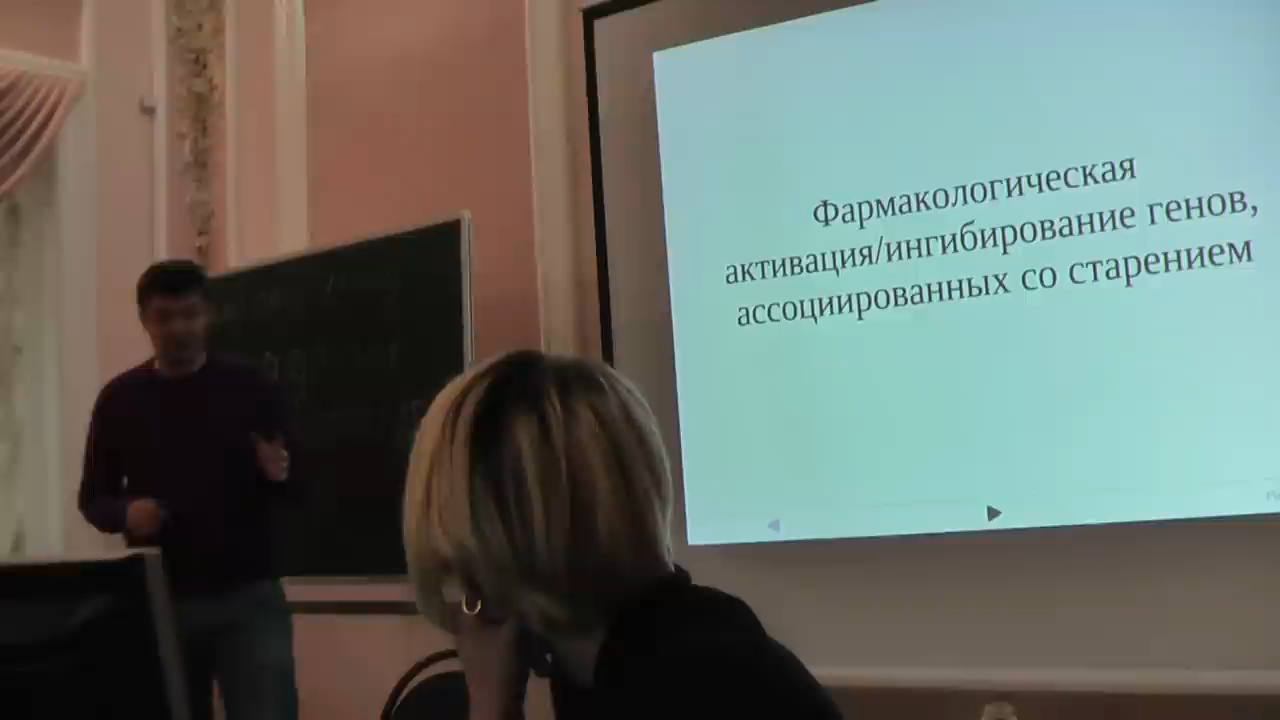 Фармакологическая
активация/ингибирование генов,
ассоциированных со старением